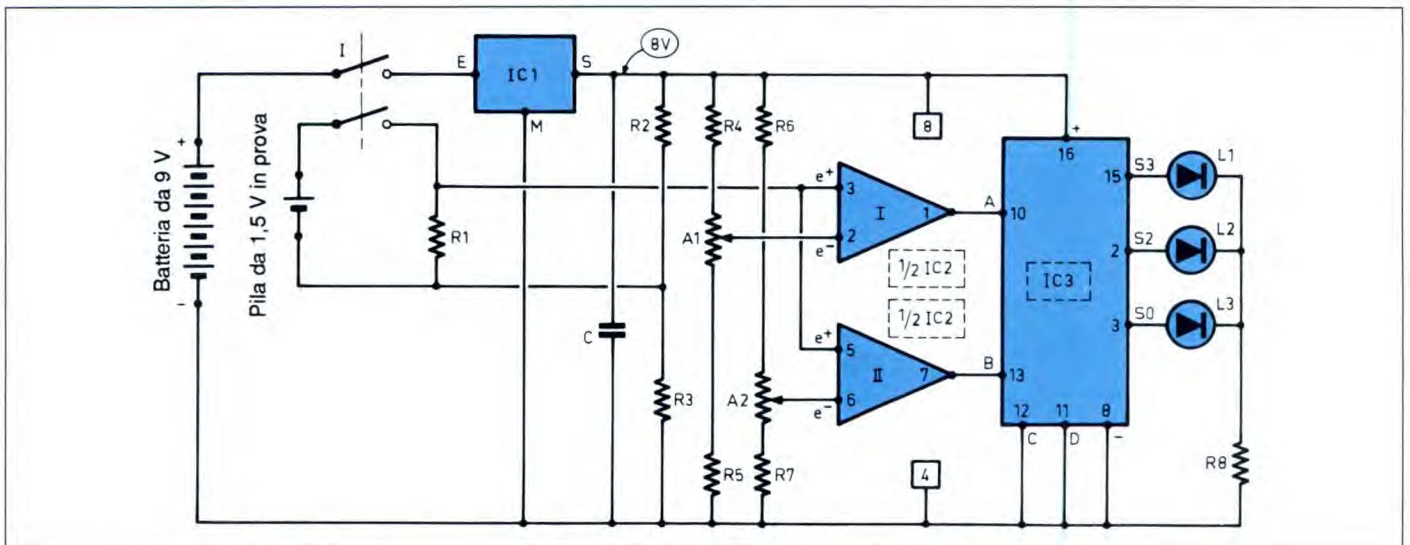 I
E
IC1
S
8V
M
R2
R4
R6
8
+
16
Batteria da 9 V
+
-
Pila da 1,5 V in prova
R1
A1
e+
3
I
1
A
10
2
e-
1/2 IC2
1/2 IC2
IC3
15
S3
L1
2
S2
L2
3
S0
L3
C
R3
A2
e+
5
II
7
B
13
6
e-
12
11
8
C
D
-
R5
R7
4
R8